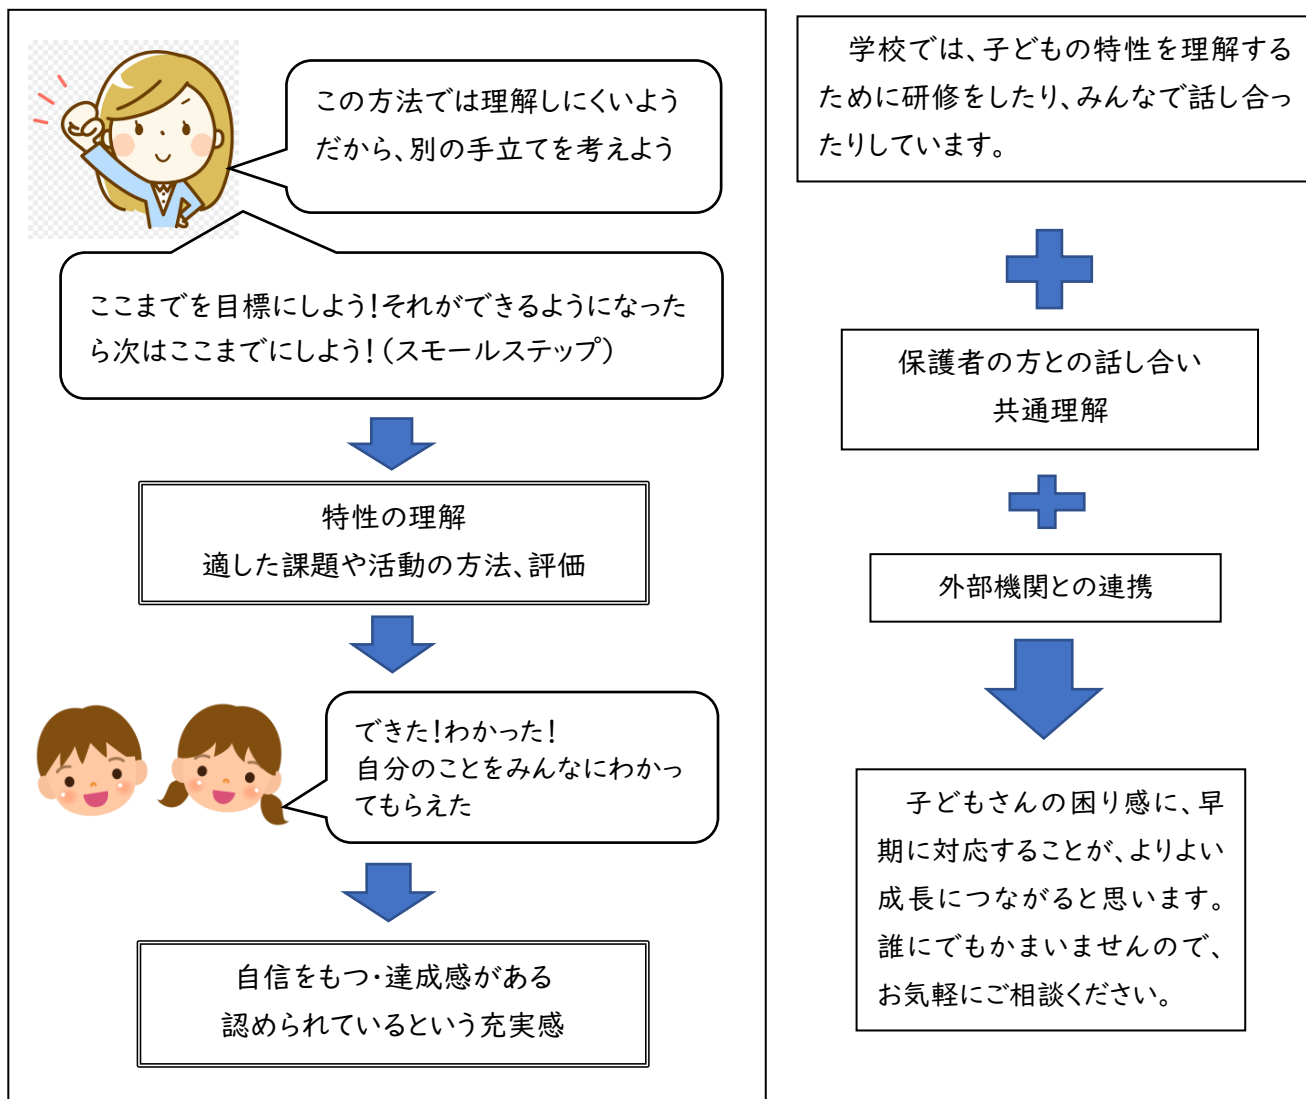 この方法では理解しにくいよう
だから、別の手立てを考えよう
ここまでを目標にしよう!それができるようになった
ら次はここまでにしよう!(スモールステップ)
特性の理解
適した課題や活動の方法、評価
できた!わかった!
自分のことをみんなにわかっ
てもらえた
自信をもつ・達成感がある
認められているという充実感
学校では、子どもの特性を理解する
ために研修をしたり、みんなで話し合っ
たりしています。
保護者の方との話し合い
共通理解
外部機関との連携
子どもさんの困り感に、早
期に対応することが、よりよい
成長につながると思います。
誰にでもかまいませんので、
お気軽にご相談ください。